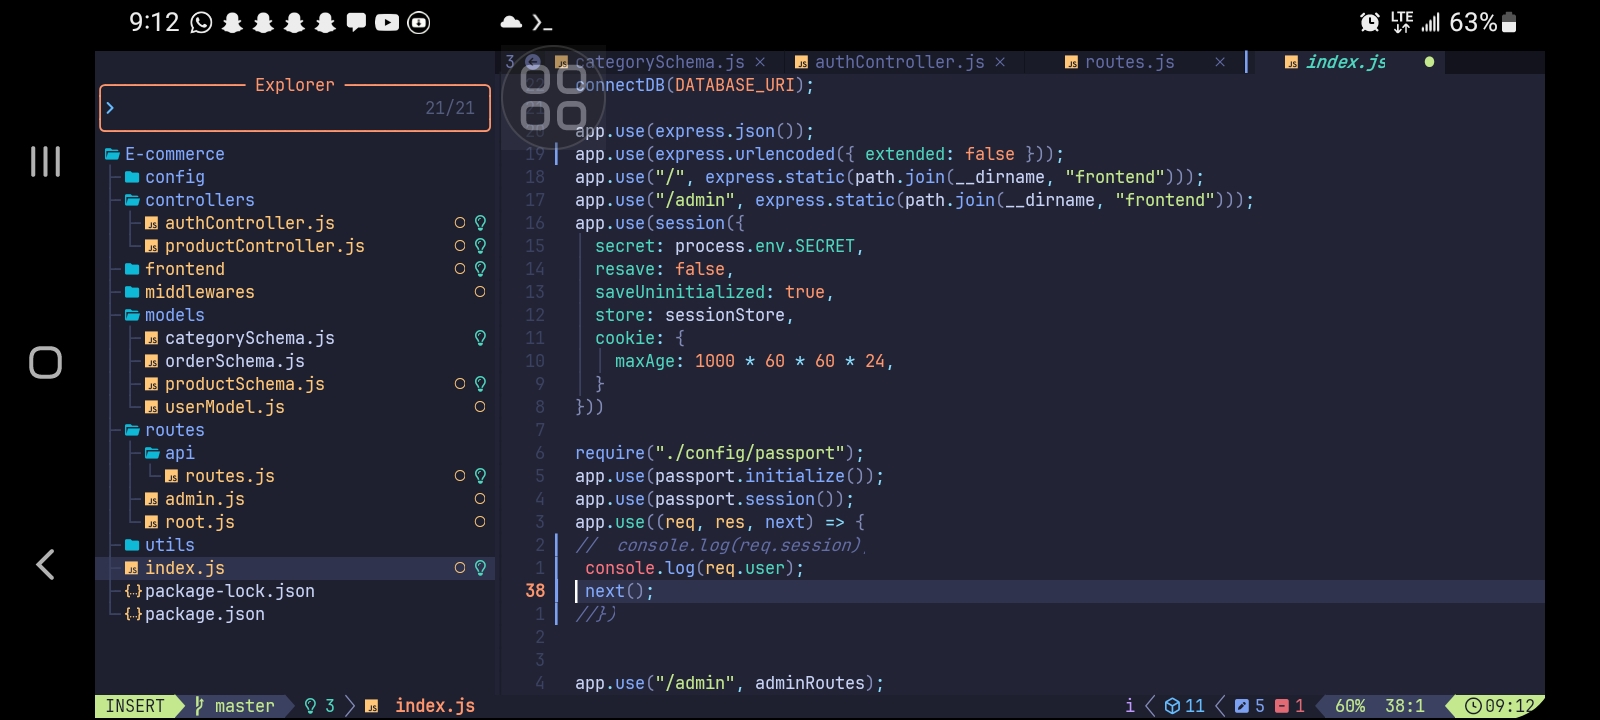 9:12
LTE 63%
Explorer
21/21
E-commerce
config
controllers
authController.js
productController.js
frontend
middlewares
models
categorySchema.js
orderSchema.js
productSchema.js
userModel.js
routes
api
routes.js
admin.js
root.js
utils
index.js
package-lock.json
package.json
3 categorySchema.js × authController.js × routes.js × index.js
22 connectDB(DATABASE_URI);
21
20 app.use(express.json());
19 app.use(express.urlencoded({ extended: false }));
18 app.use("/", express.static(path.join(__dirname, "frontend")));
17 app.use("/admin", express.static(path.join(__dirname, "frontend")));
16 app.use(session({
15 secret: process.env.SECRET,
14 resave: false,
13 saveUninitialized: true,
12 store: sessionStore,
11 cookie: {
10 maxAge: 1000 * 60 * 60 * 24,
9 }
8 }))
7
6 require("./config/passport");
5 app.use(passport.initialize());
4 app.use(passport.session());
3 app.use((req, res, next) => {
2 //  console.log(req.session)
1 console.log(req.user);
38 next();
1 //})
2
3
4 app.use("/admin", adminRoutes);
INSERT master 3 index.js i 11 5 1 60% 38:1 09:12